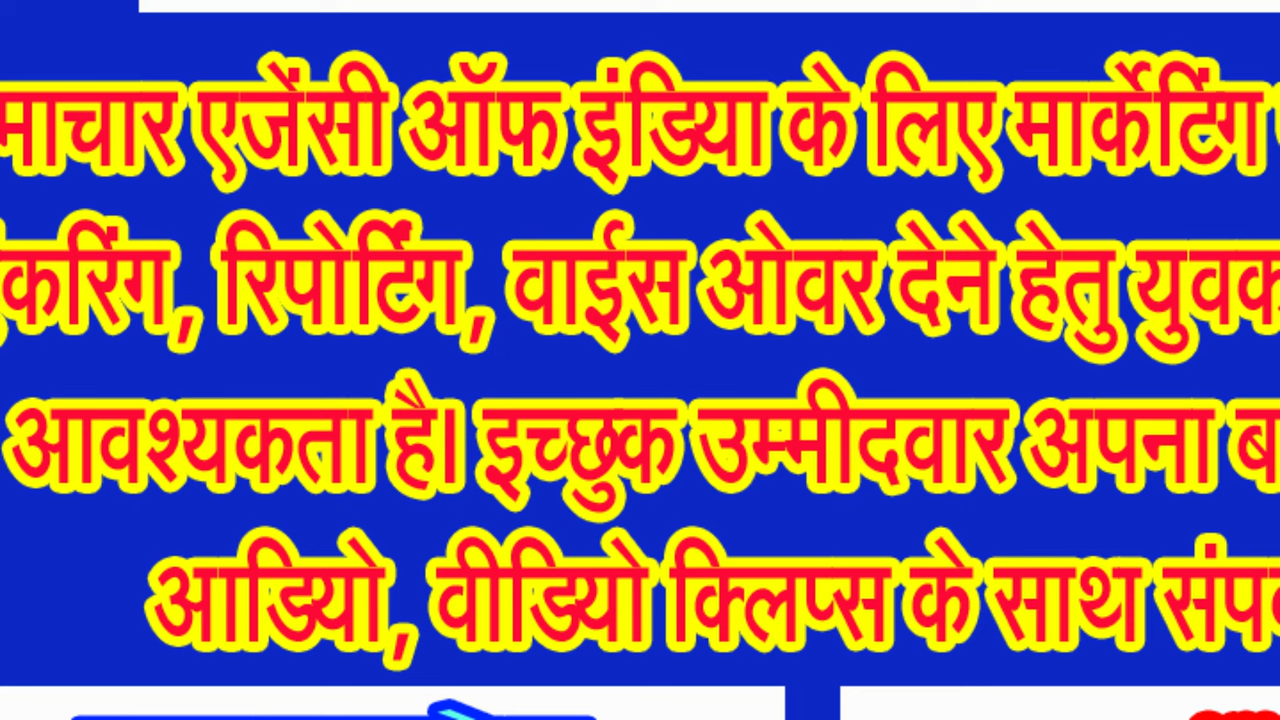 माचार एजेंसी ऑफ इंडिया के लिए मार्केटिंग
करिंग, रिपोर्टिंग, वाईस ओवर देने हेतु युवक
आवश्यकता है। इच्छुक उम्मीदवार अपना ब
आडियो, वीडियो क्लिप्स के साथ संप